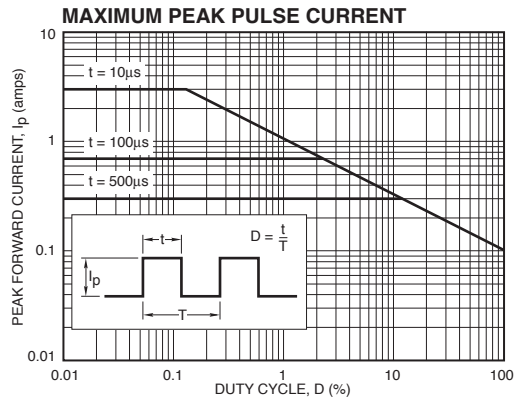 MAXIMUM PEAK PULSE CURRENT
PEAK FORWARD CURRENT, Ip (amps)
10
1
0.1
0.01
t = 10µs
t = 100µs
t = 500µs
t
D = t/T
Ip
T
0.01
0.1
1
10
100
DUTY CYCLE, D (%)